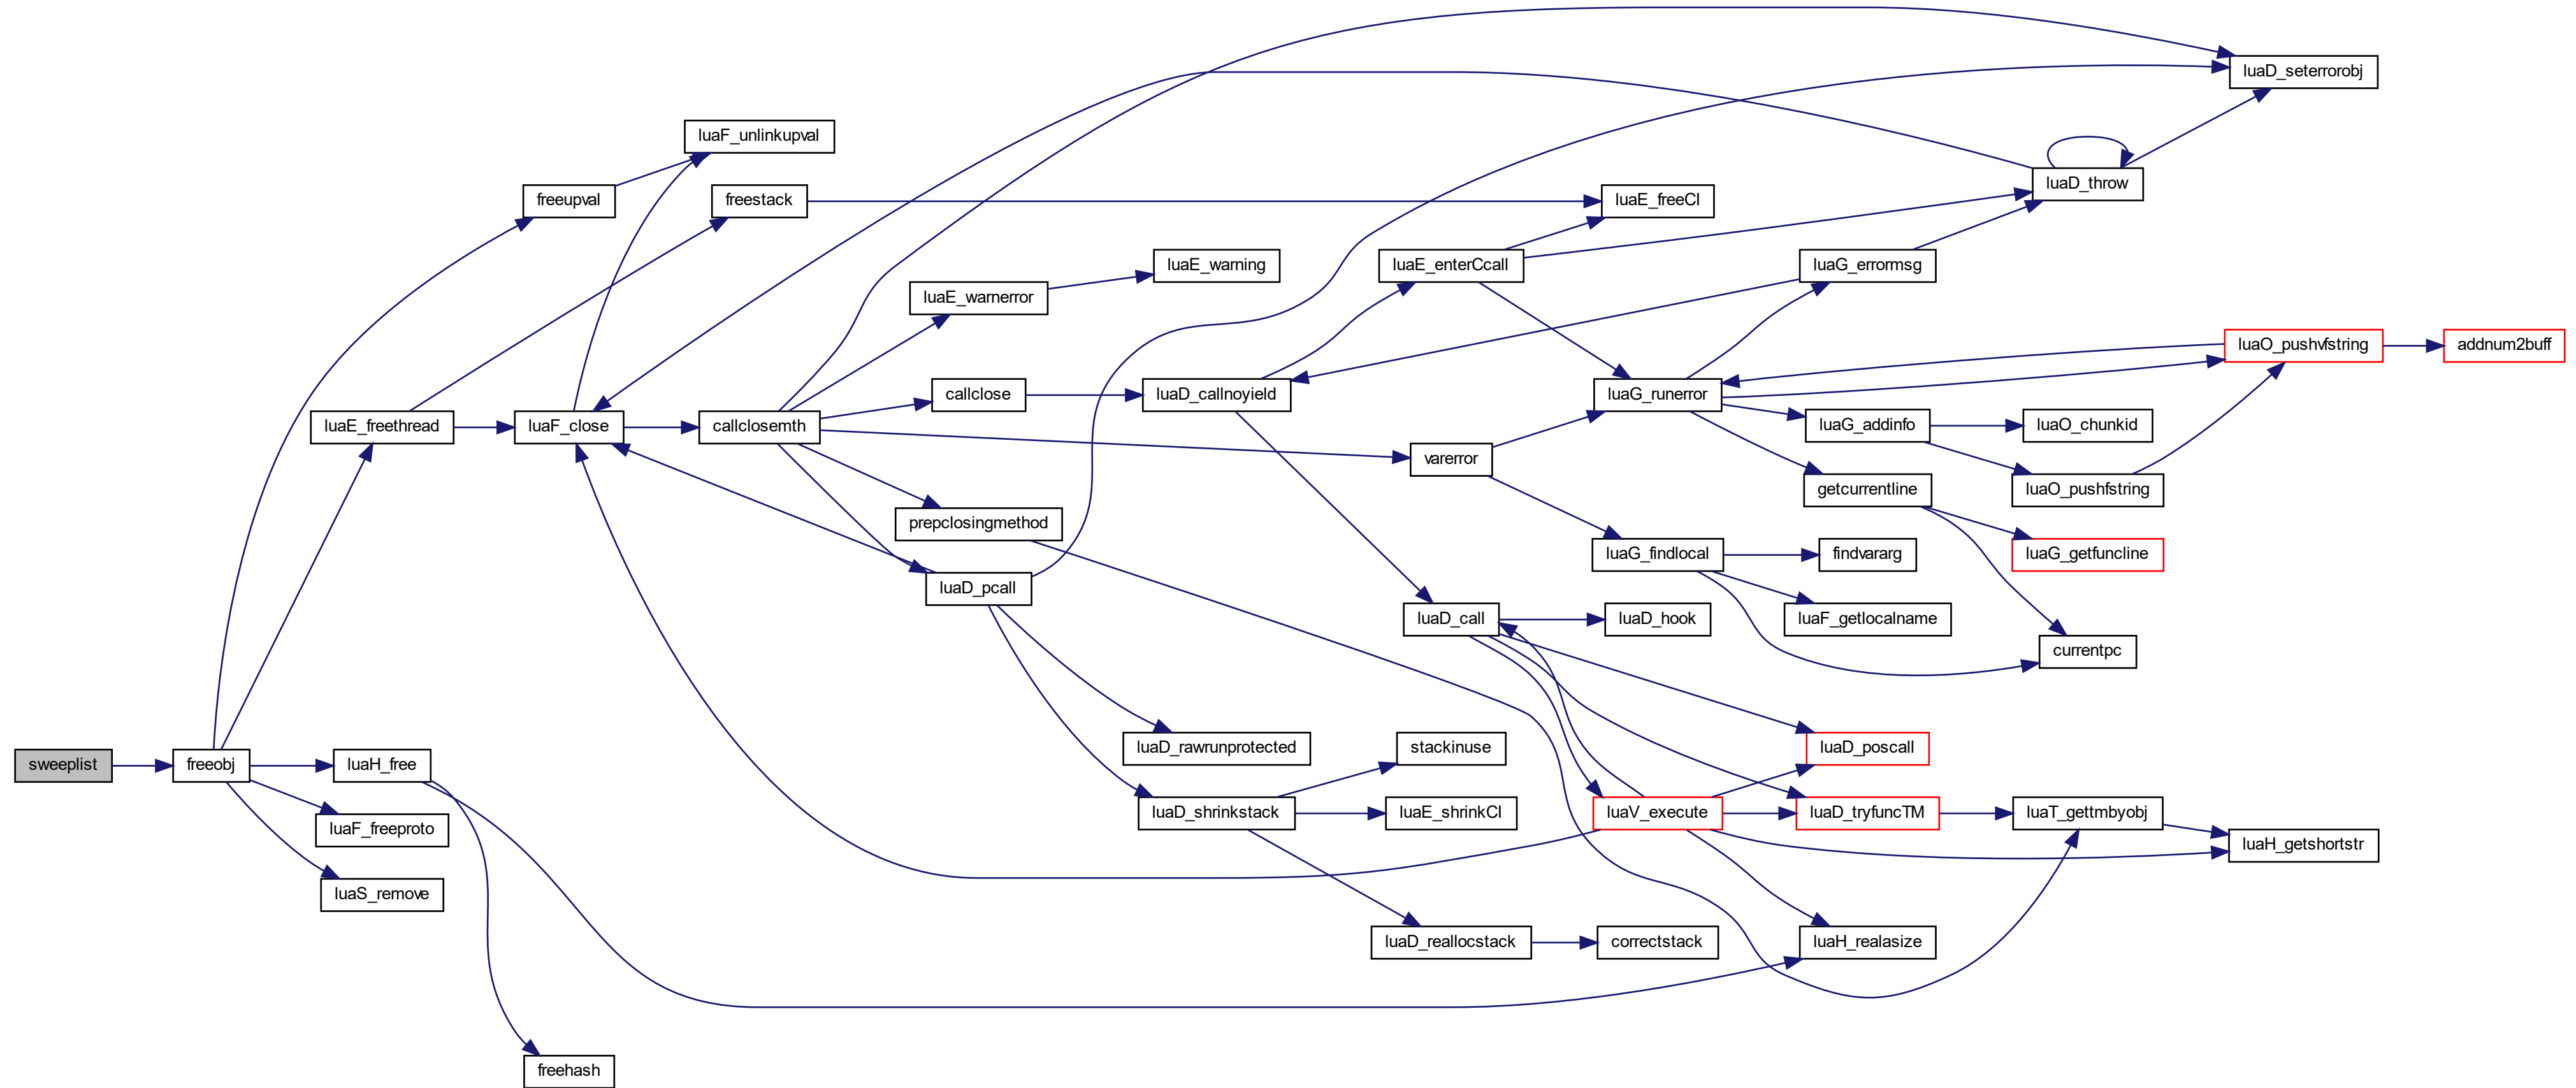 luaD_seterrorobj
luaF_unlinkupval
luaD_throw
freeupval
freestack
luaE_freeCI
luaE_warning
luaE_enterCcall
luaG_errormsg
luaE_warnerror
luaO_pushvfstring
addnum2buff
callclose
luaD_callnoyield
luaG_runerror
luaE_freethread
luaF_close
callclosemth
luaG_addinfo
luaO_chunkid
varerror
getcurrentline
luaO_pushfstring
prepclosingmethod
luaG_findlocal
findvararg
luaG_getfuncline
luaD_pcall
luaD_call
luaD_hook
luaF_getlocalname
currentpc
luaD_rawrunprotected
stackinuse
luaD_poscall
sweeplist
freeobj
luaH_free
luaD_shrinkstack
luaE_shrinkCI
luaV_execute
luaD_tryfuncTM
luaT_gettmbyobj
luaF_freeproto
luaH_getshortstr
luaS_remove
luaD_reallocstack
correctstack
luaH_realasize
freehash